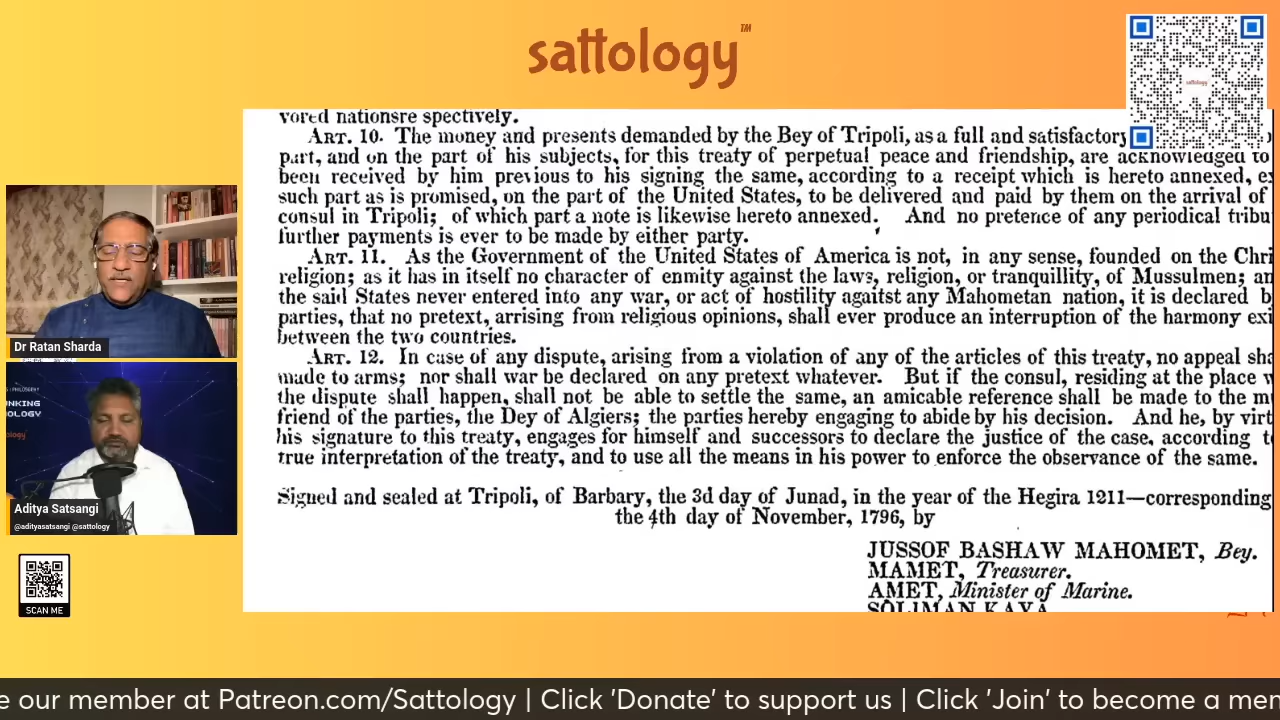 sattology™
vored nationsre spectively.
ART. 10. The money and presents demanded by the Bey of Tripoli, as a full and satisfactory
part, and on the part of his subjects, for this treaty of perpetual peace and friendship, are acknowledged to
been received by him previous to his signing the same, according to a receipt which is hereto annexed, ex
such part as is promised, on the part of the United States, to be delivered and paid by them on the arrival of
consul in Tripoli; of which part a note is likewise hereto annexed. And no pretence of any periodical tribu
further payments is ever to be made by either party.
ART. 11. As the Government of the United States of America is not, in any sense, founded on the Chri
religion; as it has in itself no character of enmity against the laws, religion, or tranquillity, of Mussulmen; an
the said States never entered into any war, or act of hostility agaitst any Mahometan nation, it is declared b
parties, that no pretext, arrising from religious opinions, shall ever produce an interruption of the harmony exi
between the two countries.
ART. 12. In case of any dispute, arising from a violation of any of the articles of this treaty, no appeal sha
made to arms; nor shall war be declared on any pretext whatever. But if the consul, residing at the place w
the dispute shall happen, shall not be able to settle the same, an amicable reference shall be made to the m
friend of the parties, the Dey of Algiers; the parties hereby engaging to abide by his decision. And he, by virt
his signature to this treaty, engages for himself and successors to declare the justice of the case, according t
true interpretation of the treaty, and to use all the means in his power to enforce the observance of the same.
Signed and sealed at Tripoli, of Barbary, the 3d day of Junad, in the year of the Hegira 1211—corresponding
the 4th day of November, 1796, by
JUSSOF BASHAW MAHOMET, Bey.
MAMET, Treasurer.
AMET, Minister of Marine.
SOLIMAN KAYA
Dr Ratan Sharda
NKING
OLOGY
Aditya Satsangi
@adityasatsangi @sattology
SCAN ME
e our member at Patreon.com/Sattology | Click 'Donate' to support us | Click 'Join' to become a mem